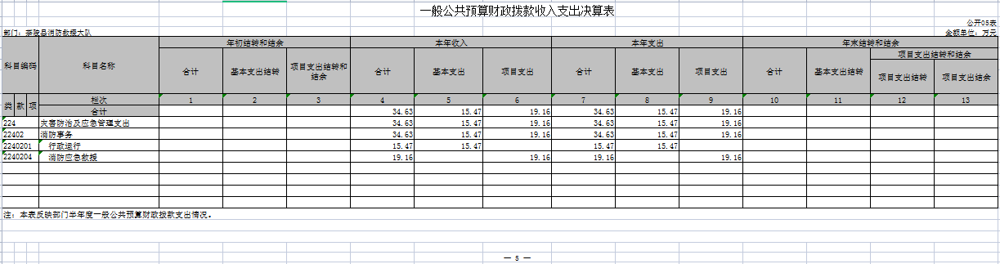 一般公共预算财政拨款收入支出决算表
公开05表
部门：茶陵县消防救援大队 金额单位：万元
科目编码 科目名称 年初结转和结余 本年收入 本年支出 年末结转和结余
合计 基本支出结转 项目支出结转和结余 合计 基本支出 项目支出 合计 基本支出 项目支出 合计 基本支出结转 项目支出结转和结余
项目支出结转 项目支出结余
类 款 项 栏次 1 2 3 4 5 6 7 8 9 10 11 12 13
合计 34.63 15.47 19.16 34.63 15.47 19.16
224 灾害防治及应急管理支出 34.63 15.47 19.16 34.63 15.47 19.16
22402 消防事务 34.63 15.47 19.16 34.63 15.47 19.16
2240201 行政运行 15.47 15.47 15.47 15.47
2240204 消防应急救援 19.16 19.16 19.16 19.16
注：本表反映部门半年度一般公共预算财政拨款支出情况。
— 5 —